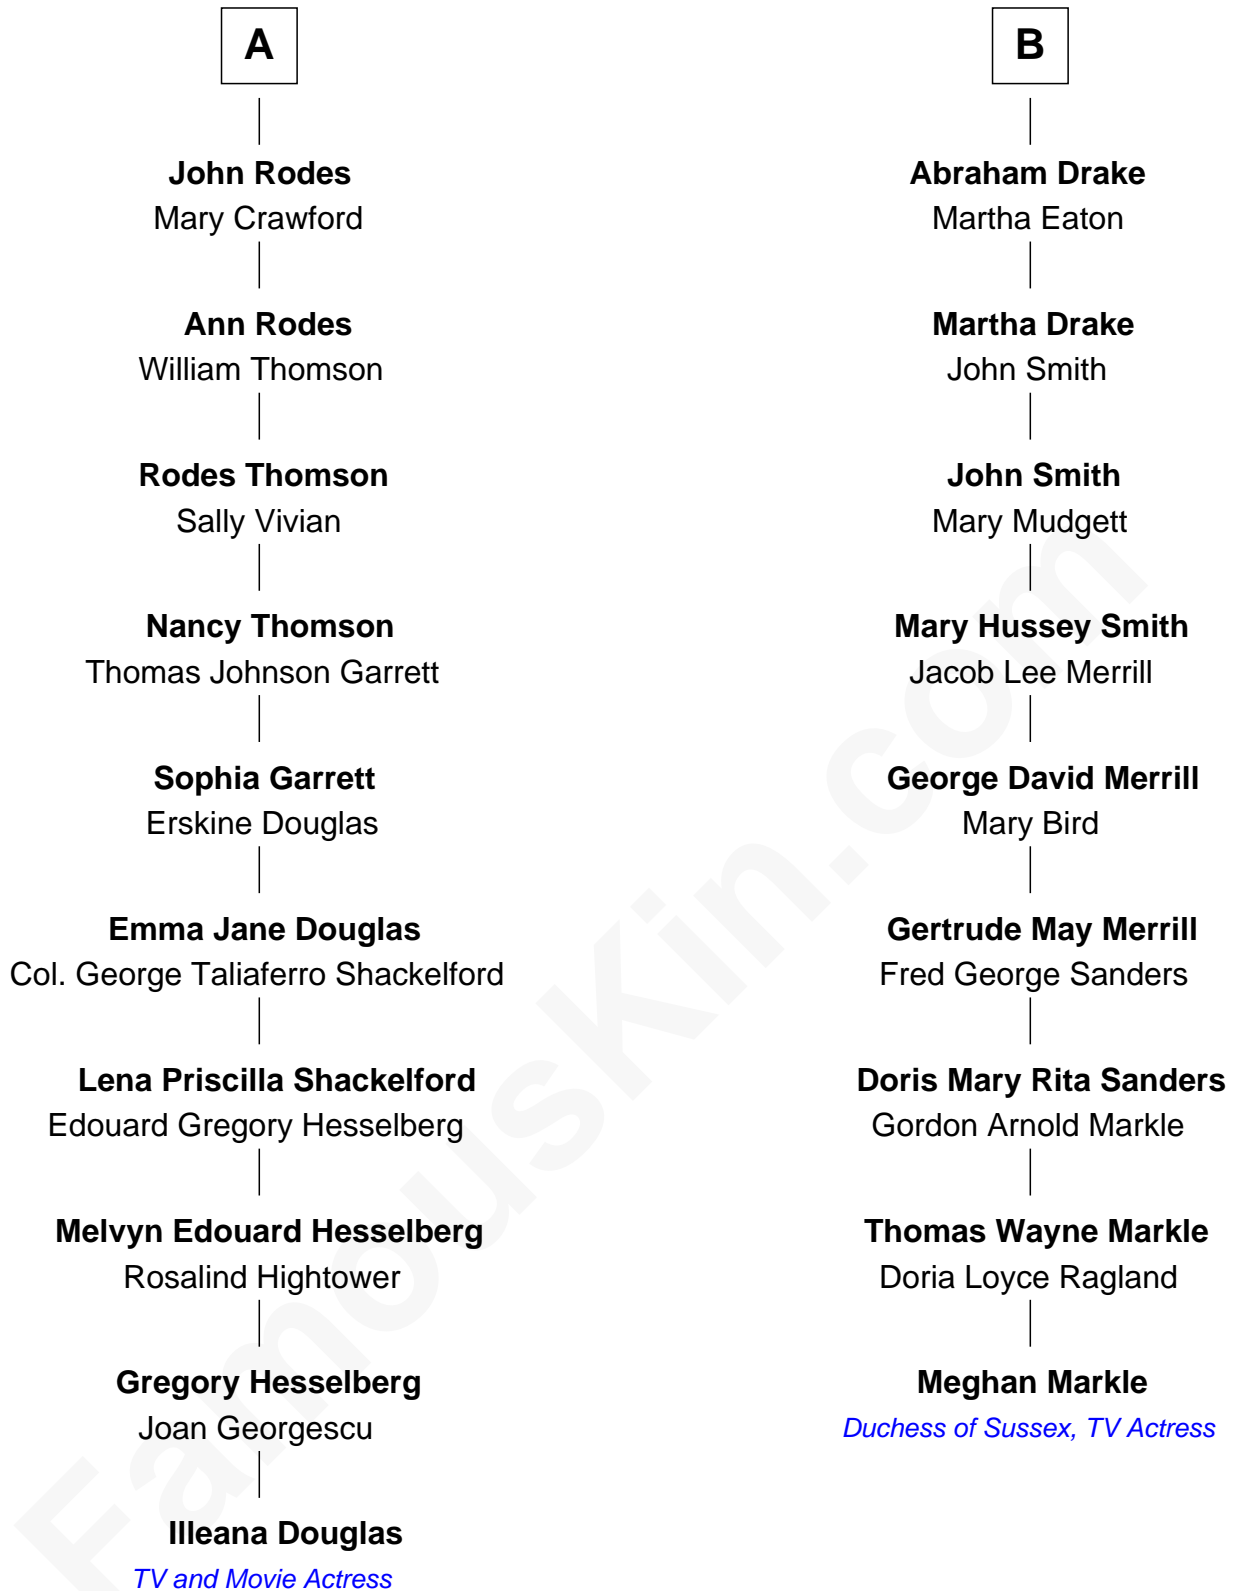 A
John Rodes
Mary Crawford
Ann Rodes
William Thomson
Rodes Thomson
Sally Vivian
Nancy Thomson
Thomas Johnson Garrett
Sophia Garrett
Erskine Douglas
Emma Jane Douglas
Col. George Taliaferro Shackelford
Lena Priscilla Shackelford
Edouard Gregory Hesselberg
Melvyn Edouard Hesselberg
Rosalind Hightower
Gregory Hesselberg
Joan Georgescu
Illeana Douglas
TV and Movie Actress
B
Abraham Drake
Martha Eaton
Martha Drake
John Smith
John Smith
Mary Mudgett
Mary Hussey Smith
Jacob Lee Merrill
George David Merrill
Mary Bird
Gertrude May Merrill
Fred George Sanders
Doris Mary Rita Sanders
Gordon Arnold Markle
Thomas Wayne Markle
Doria Loyce Ragland
Meghan Markle
Duchess of Sussex, TV Actress
FamousKin.com